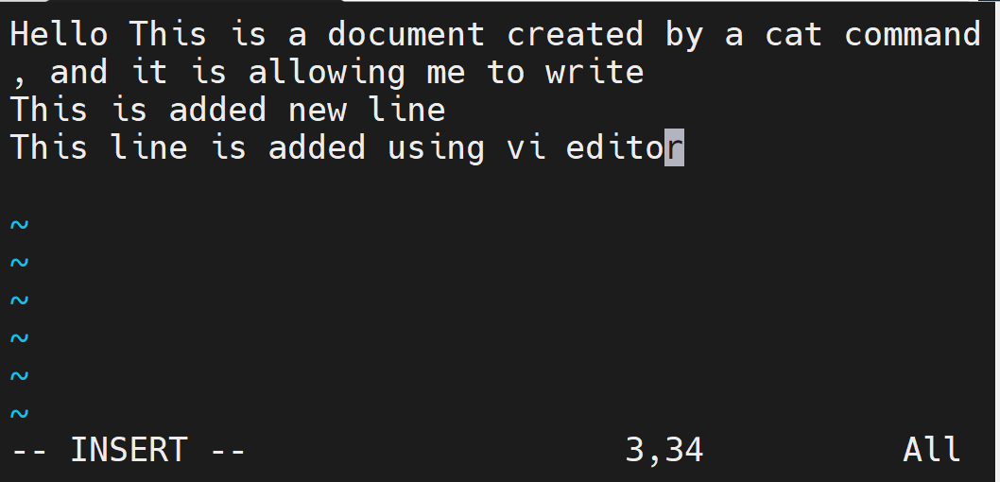 Hello This is a document created by a cat command
, and it is allowing me to write
This is added new line
This line is added using vi editor
~
~
~
~
~
~
-- INSERT -- 3,34 All